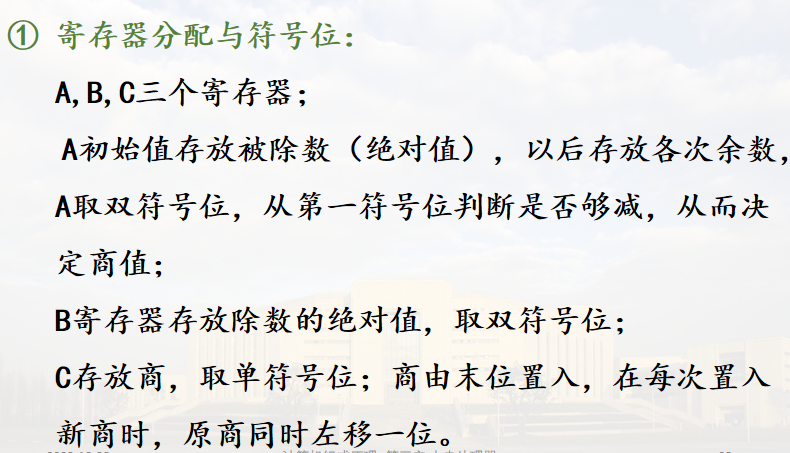 ① 寄存器分配与符号位：
A,B,C三个寄存器；
A初始值存放被除数（绝对值），以后存放各次余数，
A取双符号位，从第一符号位判断是否够减，从而决
定商值；
B寄存器存放除数的绝对值，取双符号位；
C存放商，取单符号位；商由末位置入，在每次置入
新商时，原商同时左移一位。